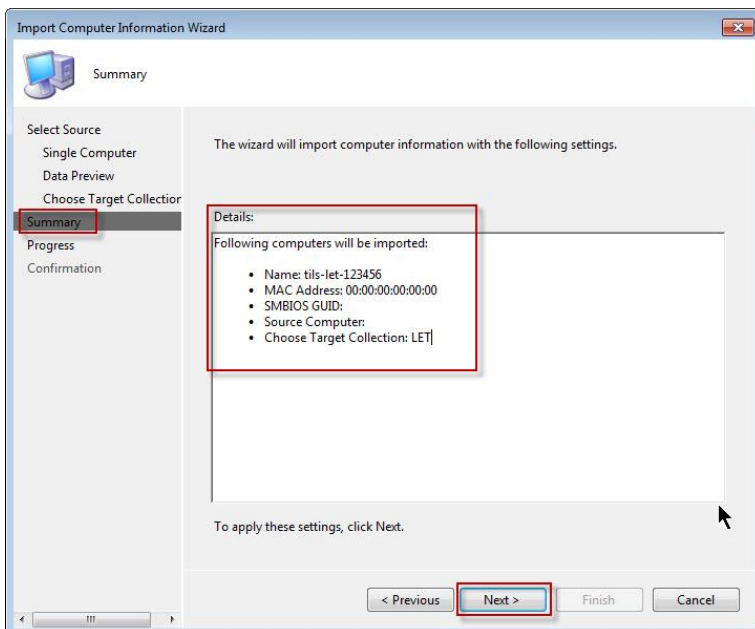 Import Computer Information Wizard
Summary
Select Source
Single Computer
Data Preview
Choose Target Collection
Summary
Progress
Confirmation
The wizard will import computer information with the following settings.
Details:
Following computers will be imported:
• Name: tils-let-123456
• MAC Address: 00:00:00:00:00:00
• SMBIOS GUID:
• Source Computer:
• Choose Target Collection: LET
To apply these settings, click Next.
< Previous
Next >
Finish
Cancel